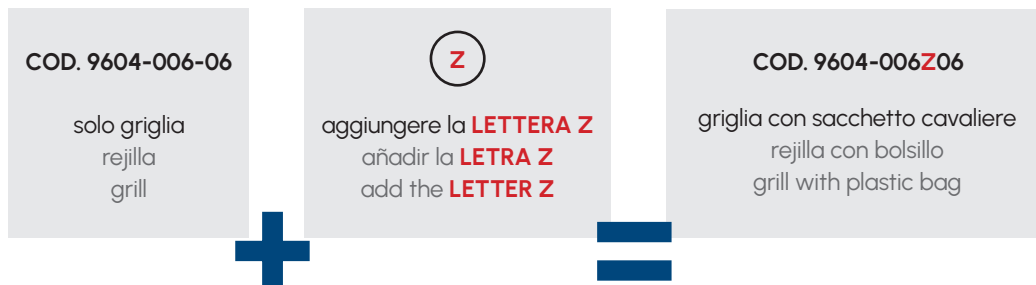 COD. 9604-006-06
solo griglia
rejilla
grill
Z
aggiungere la LETTERA Z
añadir la LETRA Z
add the LETTER Z
COD. 9604-006Z06
griglia con sacchetto cavaliere
rejilla con bolsillo
grill with plastic bag